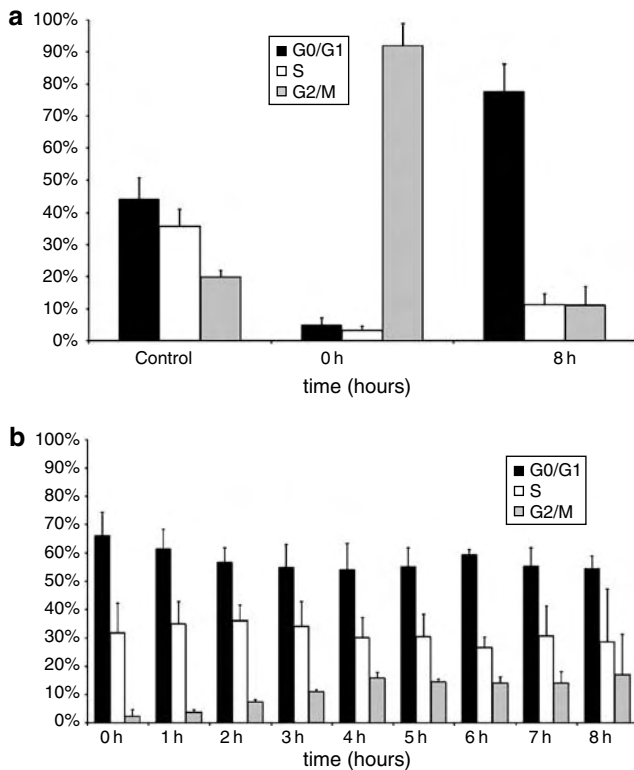 a
100%
90%
80%
70%
60%
50%
40%
30%
20%
10%
0%
G0/G1
S
G2/M
Control 0 h 8 h
time (hours)
b
100%
90%
80%
70%
60%
50%
40%
30%
20%
10%
0%
G0/G1
S
G2/M
0 h 1 h 2 h 3 h 4 h 5 h 6 h 7 h 8 h
time (hours)